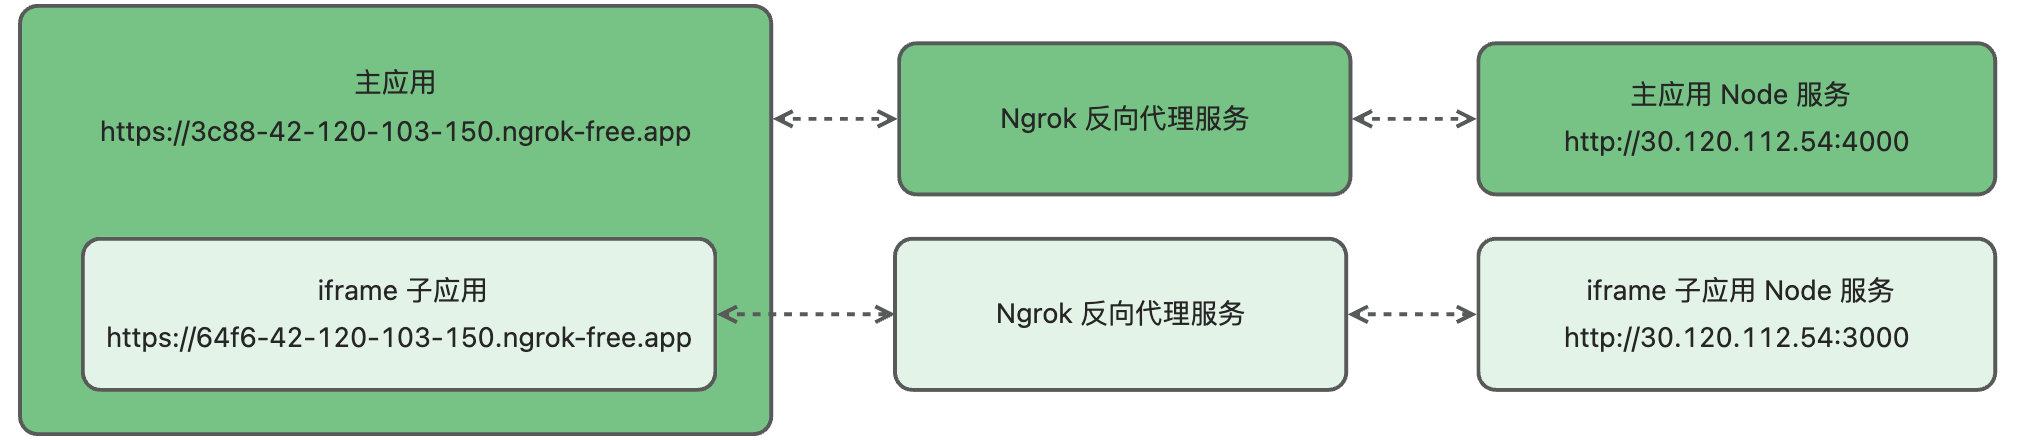 主应用
https://3c88-42-120-103-150.ngrok-free.app
Ngrok 反向代理服务
主应用 Node 服务
http://30.120.112.54:4000
iframe 子应用
https://64f6-42-120-103-150.ngrok-free.app
Ngrok 反向代理服务
iframe 子应用 Node 服务
http://30.120.112.54:3000